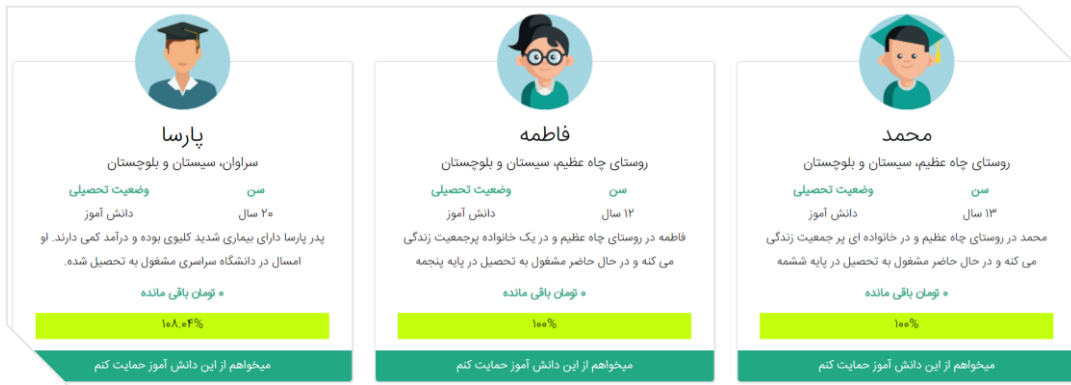 محمد
روستای چاه عظیم، سیستان و بلوچستان
سن وضعیت تحصیلی
۱۳ سال دانش آموز
محمد در روستای چاه عظیم و در خانواده ای پر جمعیت زندگی
می کنه و در حال حاضر مشغول به تحصیل در پایه ششمه
۰ تومان باقی مانده
۱۰۰%
میخواهم از این دانش آموز حمایت کنم
فاطمه
روستای چاه عظیم، سیستان و بلوچستان
سن وضعیت تحصیلی
۱۲ سال دانش آموز
فاطمه در روستای چاه عظیم و در یک خانواده پرجمعیت زندگی
می کنه و در حال حاضر مشغول به تحصیل در پایه پنجمه
۰ تومان باقی مانده
۱۰۰%
میخواهم از این دانش آموز حمایت کنم
پارسا
سراوان، سیستان و بلوچستان
سن وضعیت تحصیلی
۲۰ سال دانش آموز
پدر پارسا دارای بیماری شدید کلیوی بوده و درآمد کمی دارند. او
امسال در دانشگاه سراسری مشغول به تحصیل شده.
۰ تومان باقی مانده
۱۰۸.۰۴%
میخواهم از این دانش آموز حمایت کنم